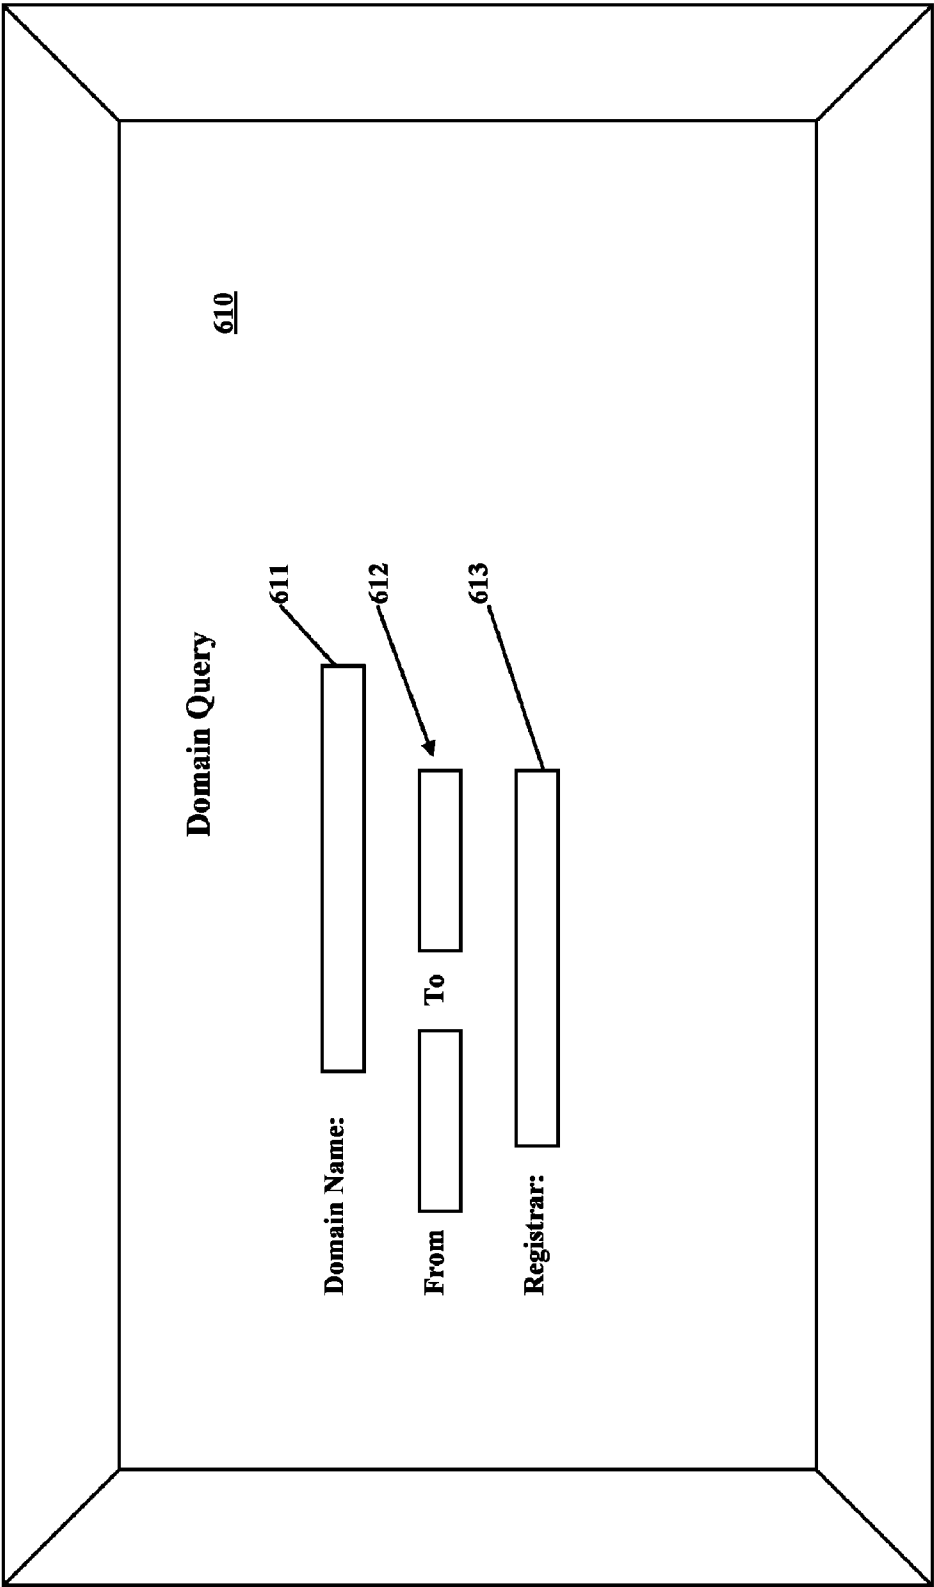 Domain Query
610
611
Domain Name:
612
From To
613
Registrar: